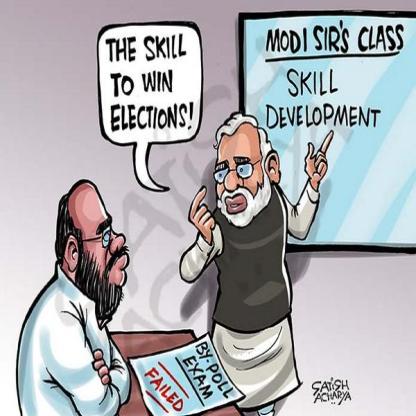 THE SKILL
TO WIN
ELECTIONS!
MODI SIR'S CLASS
SKILL
DEVELOPMENT
BY-POLL
EXAM
FAILED
SATISH
ACHARYA